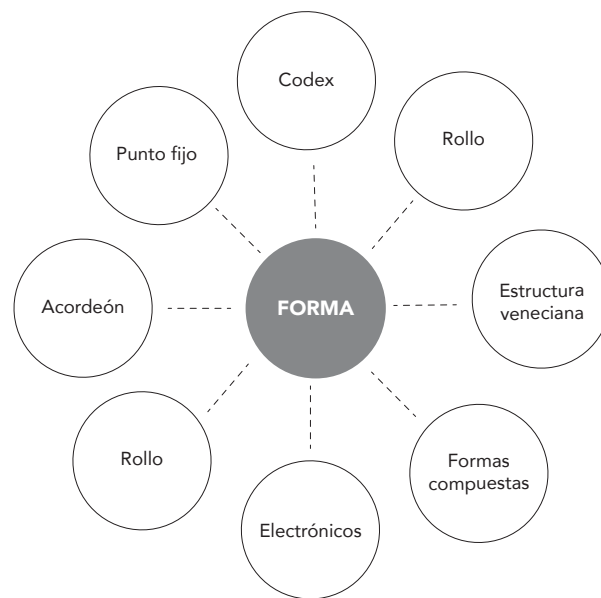 Codex
Rollo
Punto fijo
Estructura
veneciana
Acordeón
FORMA
Formas
compuestas
Rollo
Electrónicos